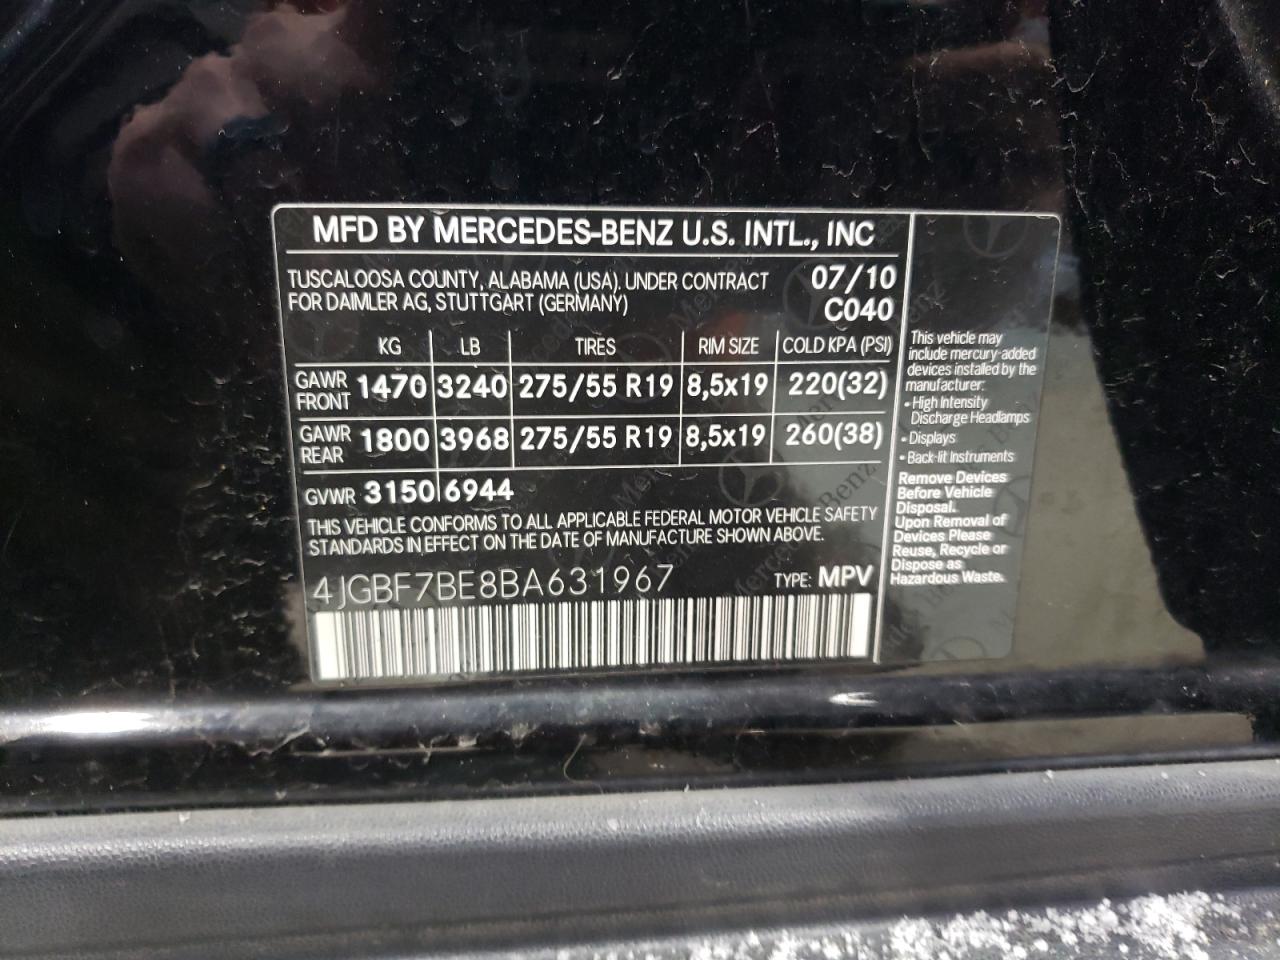 MFD BY MERCEDES-BENZ U.S. INTL., INC
TUSCALOOSA COUNTY, ALABAMA (USA), UNDER CONTRACT
FOR DAIMLER AG, STUTTGART (GERMANY)
07/10
C040
KG LB TIRES RIM SIZE COLD KPA (PSI)
GAWR FRONT 1470 3240 275/55 R19 8,5x19 220(32)
GAWR REAR 1800 3968 275/55 R19 8,5x19 260(38)
GVWR 3150 6944
THIS VEHICLE CONFORMS TO ALL APPLICABLE FEDERAL MOTOR VEHICLE SAFETY
STANDARDS IN EFFECT ON THE DATE OF MANUFACTURE SHOWN ABOVE.
4JGBF7BE8BA631967 TYPE: MPV
This vehicle may
include mercury-added
devices installed by the
manufacturer:
• High Intensity
Discharge Headlamps
• Displays
• Back-lit Instruments
Remove Devices
Before Vehicle
Disposal.
Upon Removal of
Devices Please
Reuse, Recycle or
Dispose as
Hazardous Waste.